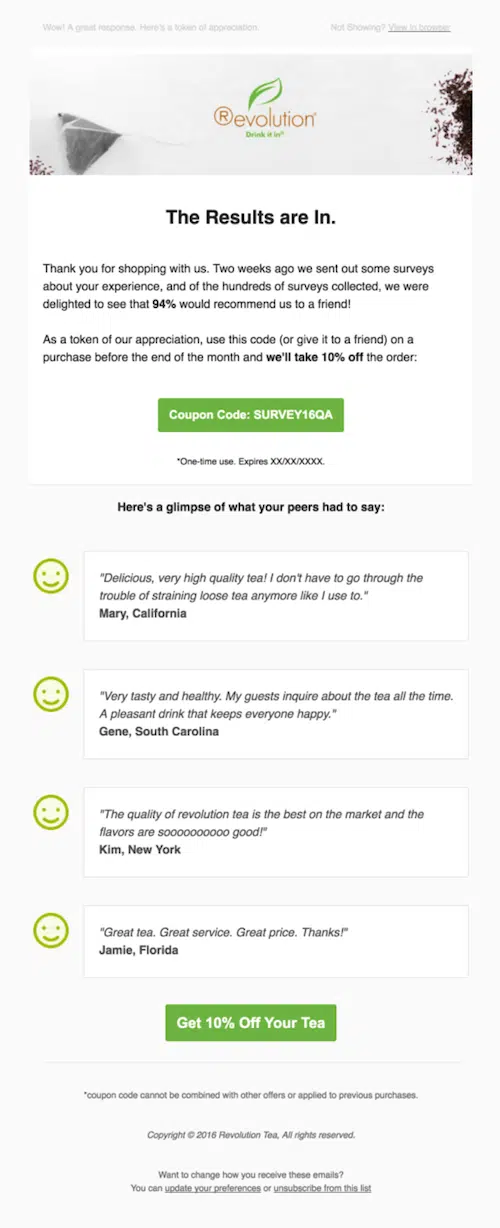 Wow! A great response. Here's a token of appreciation.
Not Showing? View in browser
Revolution®
Drink it in®
The Results are In.
Thank you for shopping with us. Two weeks ago we sent out some surveys
about your experience, and of the hundreds of surveys collected, we were
delighted to see that 94% would recommend us to a friend!
As a token of our appreciation, use this code (or give it to a friend) on a
purchase before the end of the month and we'll take 10% off the order:
Coupon Code: SURVEY16QA
*One-time use. Expires XX/XX/XXXX.
Here's a glimpse of what your peers had to say:
"Delicious, very high quality tea! I don't have to go through the
trouble of straining loose tea anymore like I use to."
Mary, California
"Very tasty and healthy. My guests inquire about the tea all the time.
A pleasant drink that keeps everyone happy."
Gene, South Carolina
"The quality of revolution tea is the best on the market and the
flavors are soooooooooo good!"
Kim, New York
"Great tea. Great service. Great price. Thanks!"
Jamie, Florida
Get 10% Off Your Tea
*coupon code cannot be combined with other offers or applied to previous purchases.
Copyright © 2016 Revolution Tea, All rights reserved.
Want to change how you receive these emails?
You can update your preferences or unsubscribe from this list